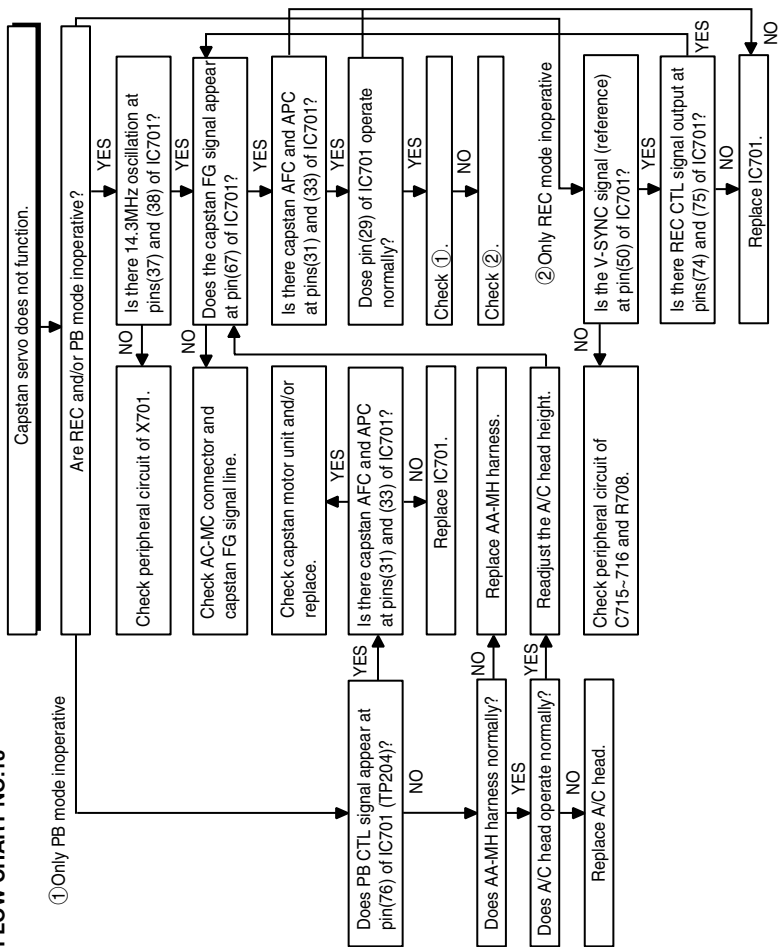 FLOW CHART NO.18
Capstan servo does not function.
Are REC and/or PB mode inoperative?
①Only PB mode inoperative
YES
Is there 14.3MHz oscillation at
pins(37) and (38) of IC701?
NO
Check peripheral circuit of X701.
YES
Does the capstan FG signal appear
at pin(67) of IC701?
NO
Check AC-MC connector and
capstan FG signal line.
YES
Is there capstan AFC and APC
at pins(31) and (33) of IC701?
YES
Dose pin(29) of IC701 operate
normally?
YES
Check ①.
NO
Check ②.
Does PB CTL signal appear at
pin(76) of IC701 (TP204)?
YES
Is there capstan AFC and APC
at pins(31) and (33) of IC701?
YES
Check capstan motor unit and/or
replace.
NO
Replace IC701.
NO
Does AA-MH harness normally?
NO
Replace AA-MH harness.
YES
Does A/C head operate normally?
YES
Readjust the A/C head height.
NO
Replace A/C head.
②Only REC mode inoperative
Is the V-SYNC signal (reference)
at pin(50) of IC701?
NO
Check peripheral circuit of
C715~716 and R708.
YES
Is there REC CTL signal output at
pins(74) and (75) of IC701?
YES
NO
Replace IC701.
NO